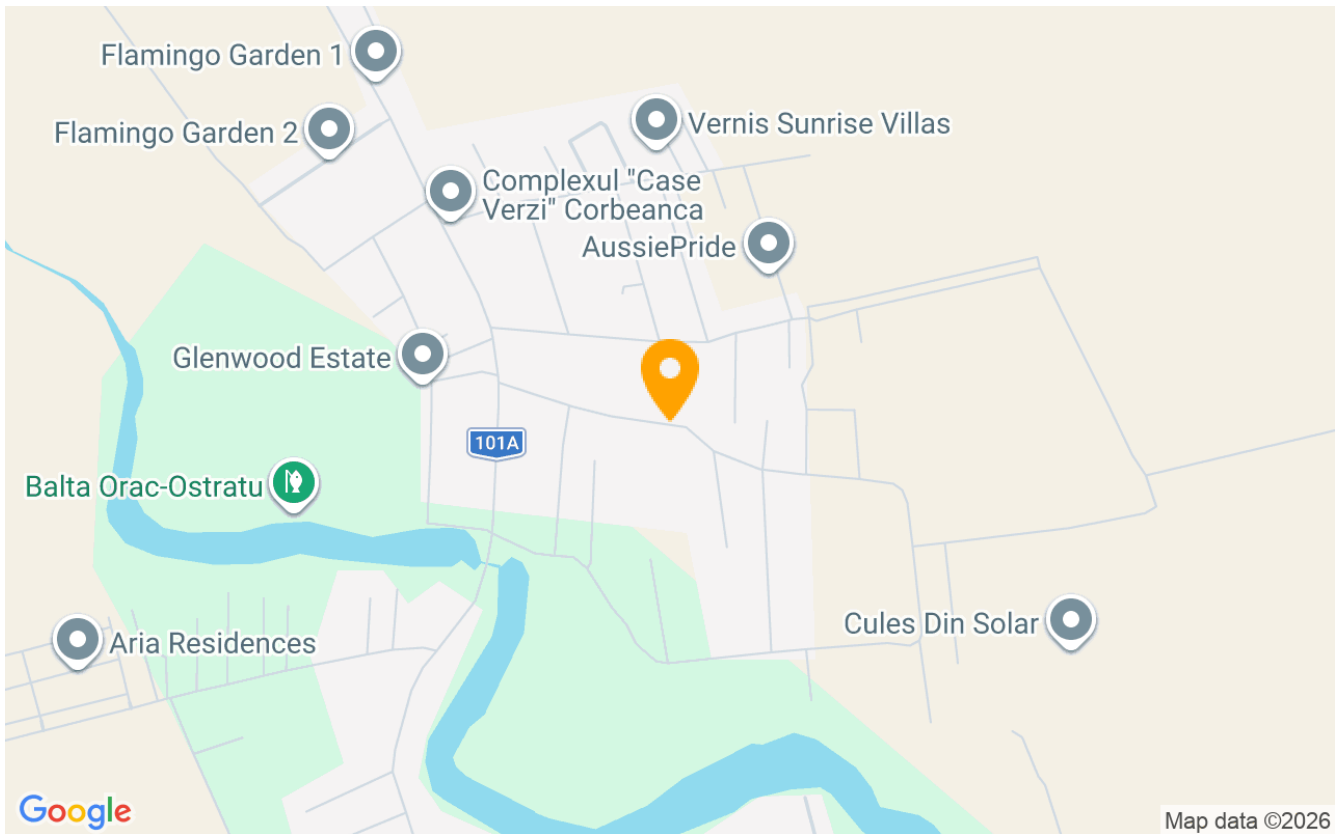 Flamingo Garden 1
Flamingo Garden 2
Vernis Sunrise Villas
Complexul "Case
Verzi" Corbeanca
AussiePride
Glenwood Estate
101A
Balta Orac-Ostratu
Cules Din Solar
Aria Residences
Google
Map data ©2026